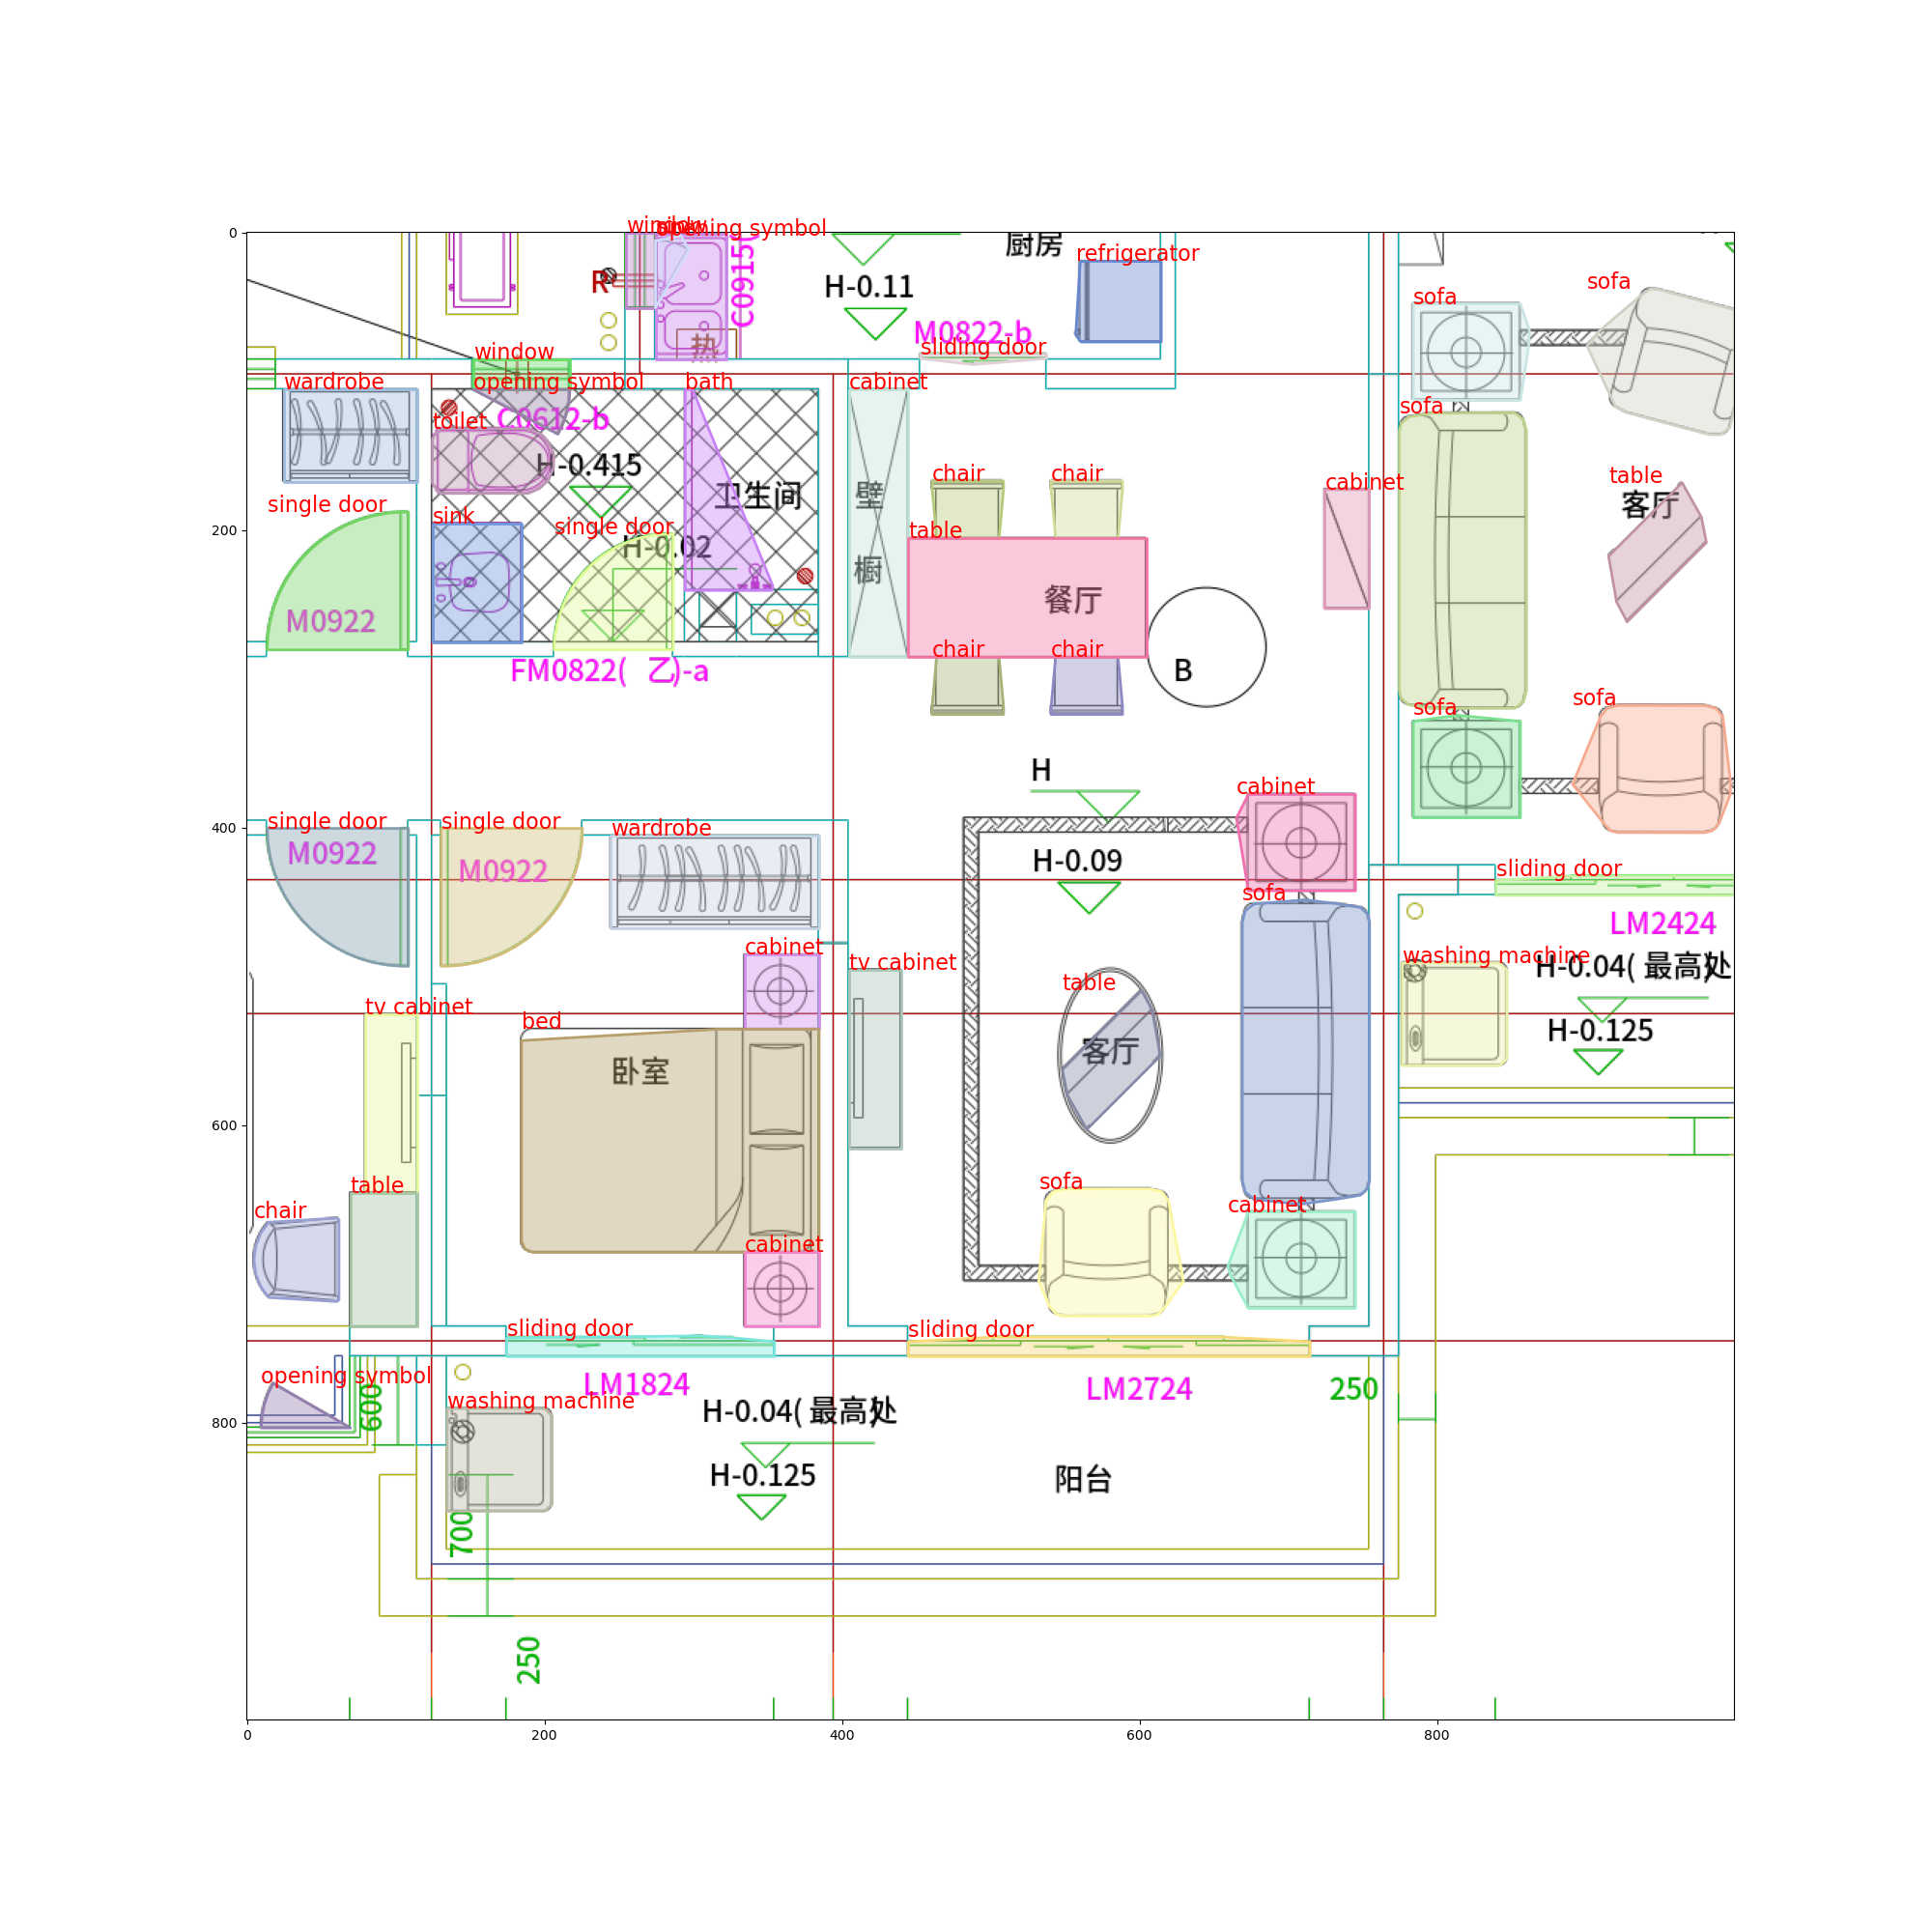 window
sink
opening symbol
厨房
R
C0915(
H-0.11
refrigerator
sofa
sofa
热
M0822-b
sliding door
window
wardrobe
opening symbol
bath
cabinet
toilet
C0612-b
sofa
H-0.415
卫生间
壁
橱
chair
chair
cabinet
table
客厅
single door
sink
single door
H-0.02
table
餐厅
M0922
FM0822( 乙)-a
chair
chair
B
sofa
sofa
H
cabinet
single door
M0922
single door
M0922
wardrobe
H-0.09
sofa
sliding door
LM2424
cabinet
tv cabinet
washing machine
H-0.04( 最高处
H-0.125
tv cabinet
bed
卧室
table
客厅
table
chair
sofa
cabinet
cabinet
sliding door
sliding door
opening symbol
600
LM1824
LM2724
250
washing machine
H-0.04( 最高处
H-0.125
阳台
700
250
0
200
400
600
800
0
200
400
600
800